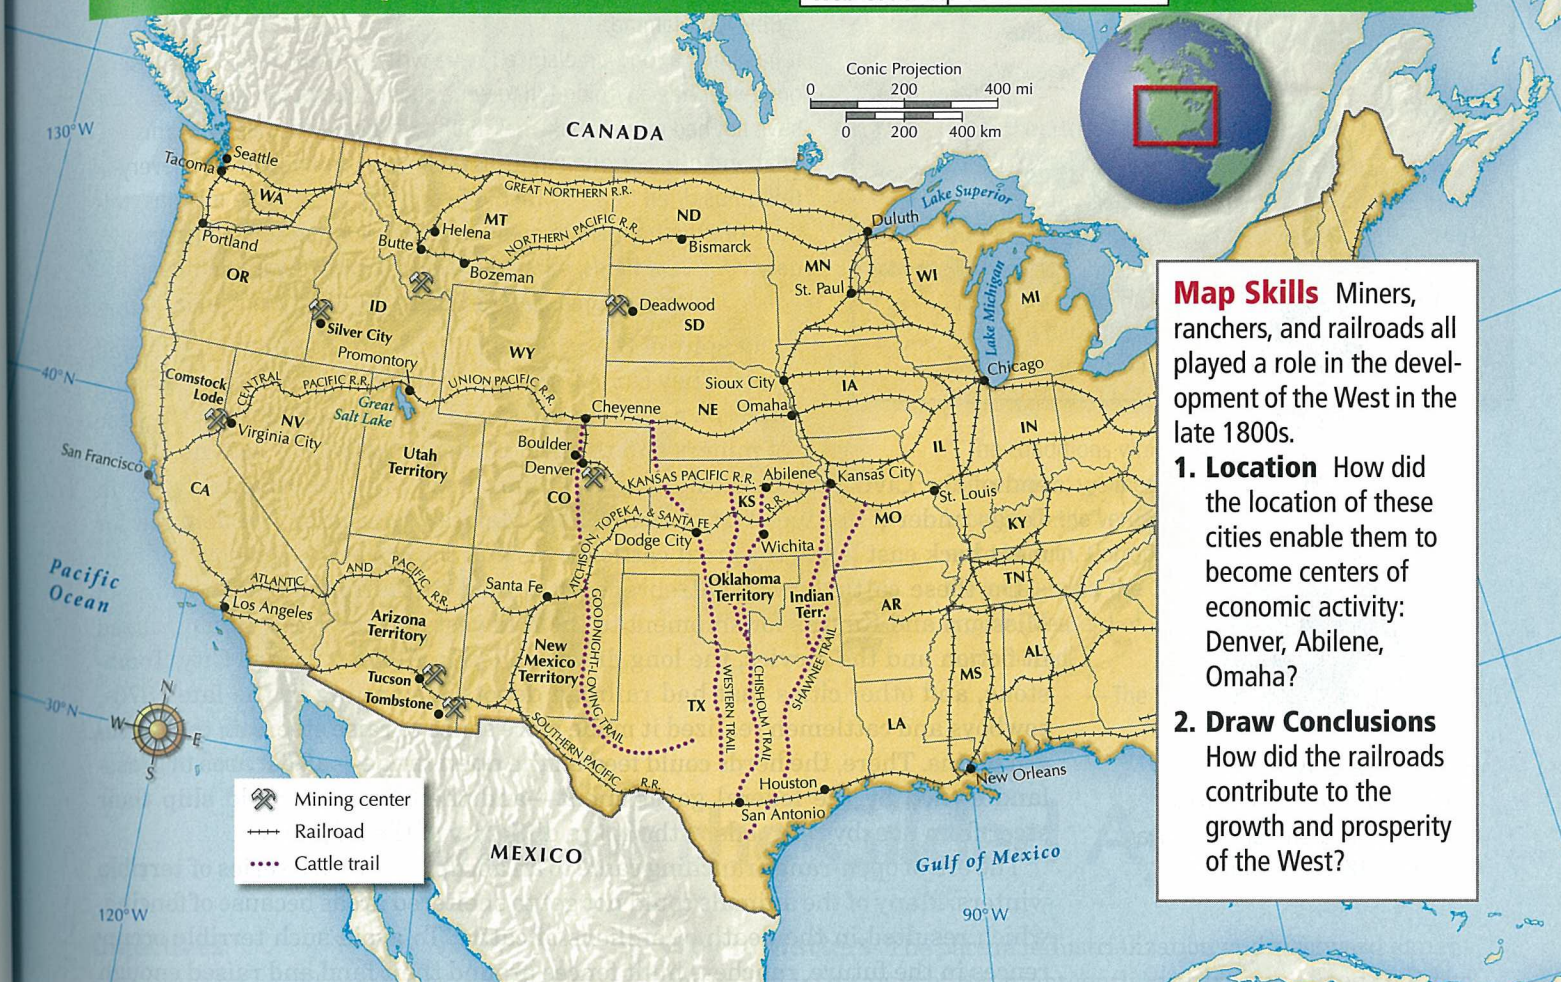 Conic Projection
0 200 400 mi
0 200 400 km
CANADA
130°W
40°N
30°N
120°W
90°W
Seattle
Tacoma
WA
Portland
OR
Helena
MT
Butte
Bozeman
GREAT NORTHERN R.R.
NORTHERN PACIFIC R.R.
ND
Bismarck
Duluth
Lake Superior
MN
St. Paul
WI
Lake Michigan
MI
ID
Silver City
Deadwood
SD
Promontory
WY
Comstock
Lode
CENTRAL PACIFIC R.R.
UNION PACIFIC R.R.
Great
Salt Lake
NV
Virginia City
San Francisco
CA
Utah
Territory
Cheyenne
NE
Sioux City
Omaha
IA
Chicago
IL
IN
Boulder
Denver
CO
KANSAS PACIFIC R.R.
Abilene
Kansas City
KS
St. Louis
MO
KY
ATCHISON, TOPEKA, & SANTA FE R.R.
Dodge City
Wichita
Pacific
Ocean
ATLANTIC AND PACIFIC RR.
Los Angeles
Santa Fe
Arizona
Territory
New
Mexico
Territory
Oklahoma
Territory
Indian
Terr.
AR
TN
MS
AL
LA
Tucson
Tombstone
TX
GOODNIGHT-LOVING TRAIL
WESTERN TRAIL
CHISHOLM TRAIL
SHAWNEE TRAIL
SOUTHERN PACIFIC R.R.
Houston
San Antonio
New Orleans
MEXICO
Gulf of Mexico
N
W
E
S
Mining center
Railroad
Cattle trail
Map Skills Miners,
ranchers, and railroads all
played a role in the devel-
opment of the West in the
late 1800s.
1. Location How did
the location of these
cities enable them to
become centers of
economic activity:
Denver, Abilene,
Omaha?
2. Draw Conclusions
How did the railroads
contribute to the
growth and prosperity
of the West?